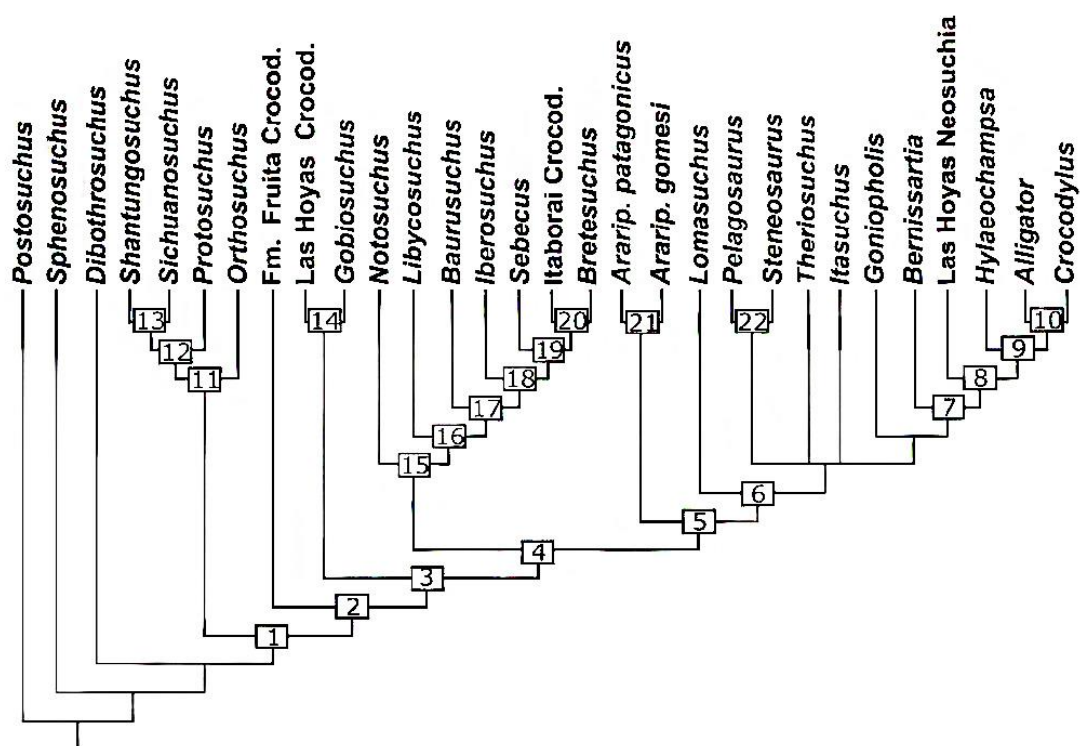 Postosuchus
Sphenosuchus
Dibothrosuchus
Shantungosuchus
Sichuanosuchus
Protosuchus
Orthosuchus
Fm. Fruita Crocod.
Las Hoyas Crocod.
Gobiosuchus
Notosuchus
Libycosuchus
Baurusuchus
Iberosuchus
Sebecus
Itaborai Crocod.
Bretesuchus
Ararip. patagonicus
Ararip. gomesi
Lomasuchus
Pelagosaurus
Steneosaurus
Theriosuchus
Itasuchus
Goniopholis
Bernissartia
Las Hoyas Neosuchia
Hylaeochampsa
Alligator
Crocodylus
13
14
20
21
22
10
12
19
9
11
18
8
17
7
16
15
6
5
4
3
2
1